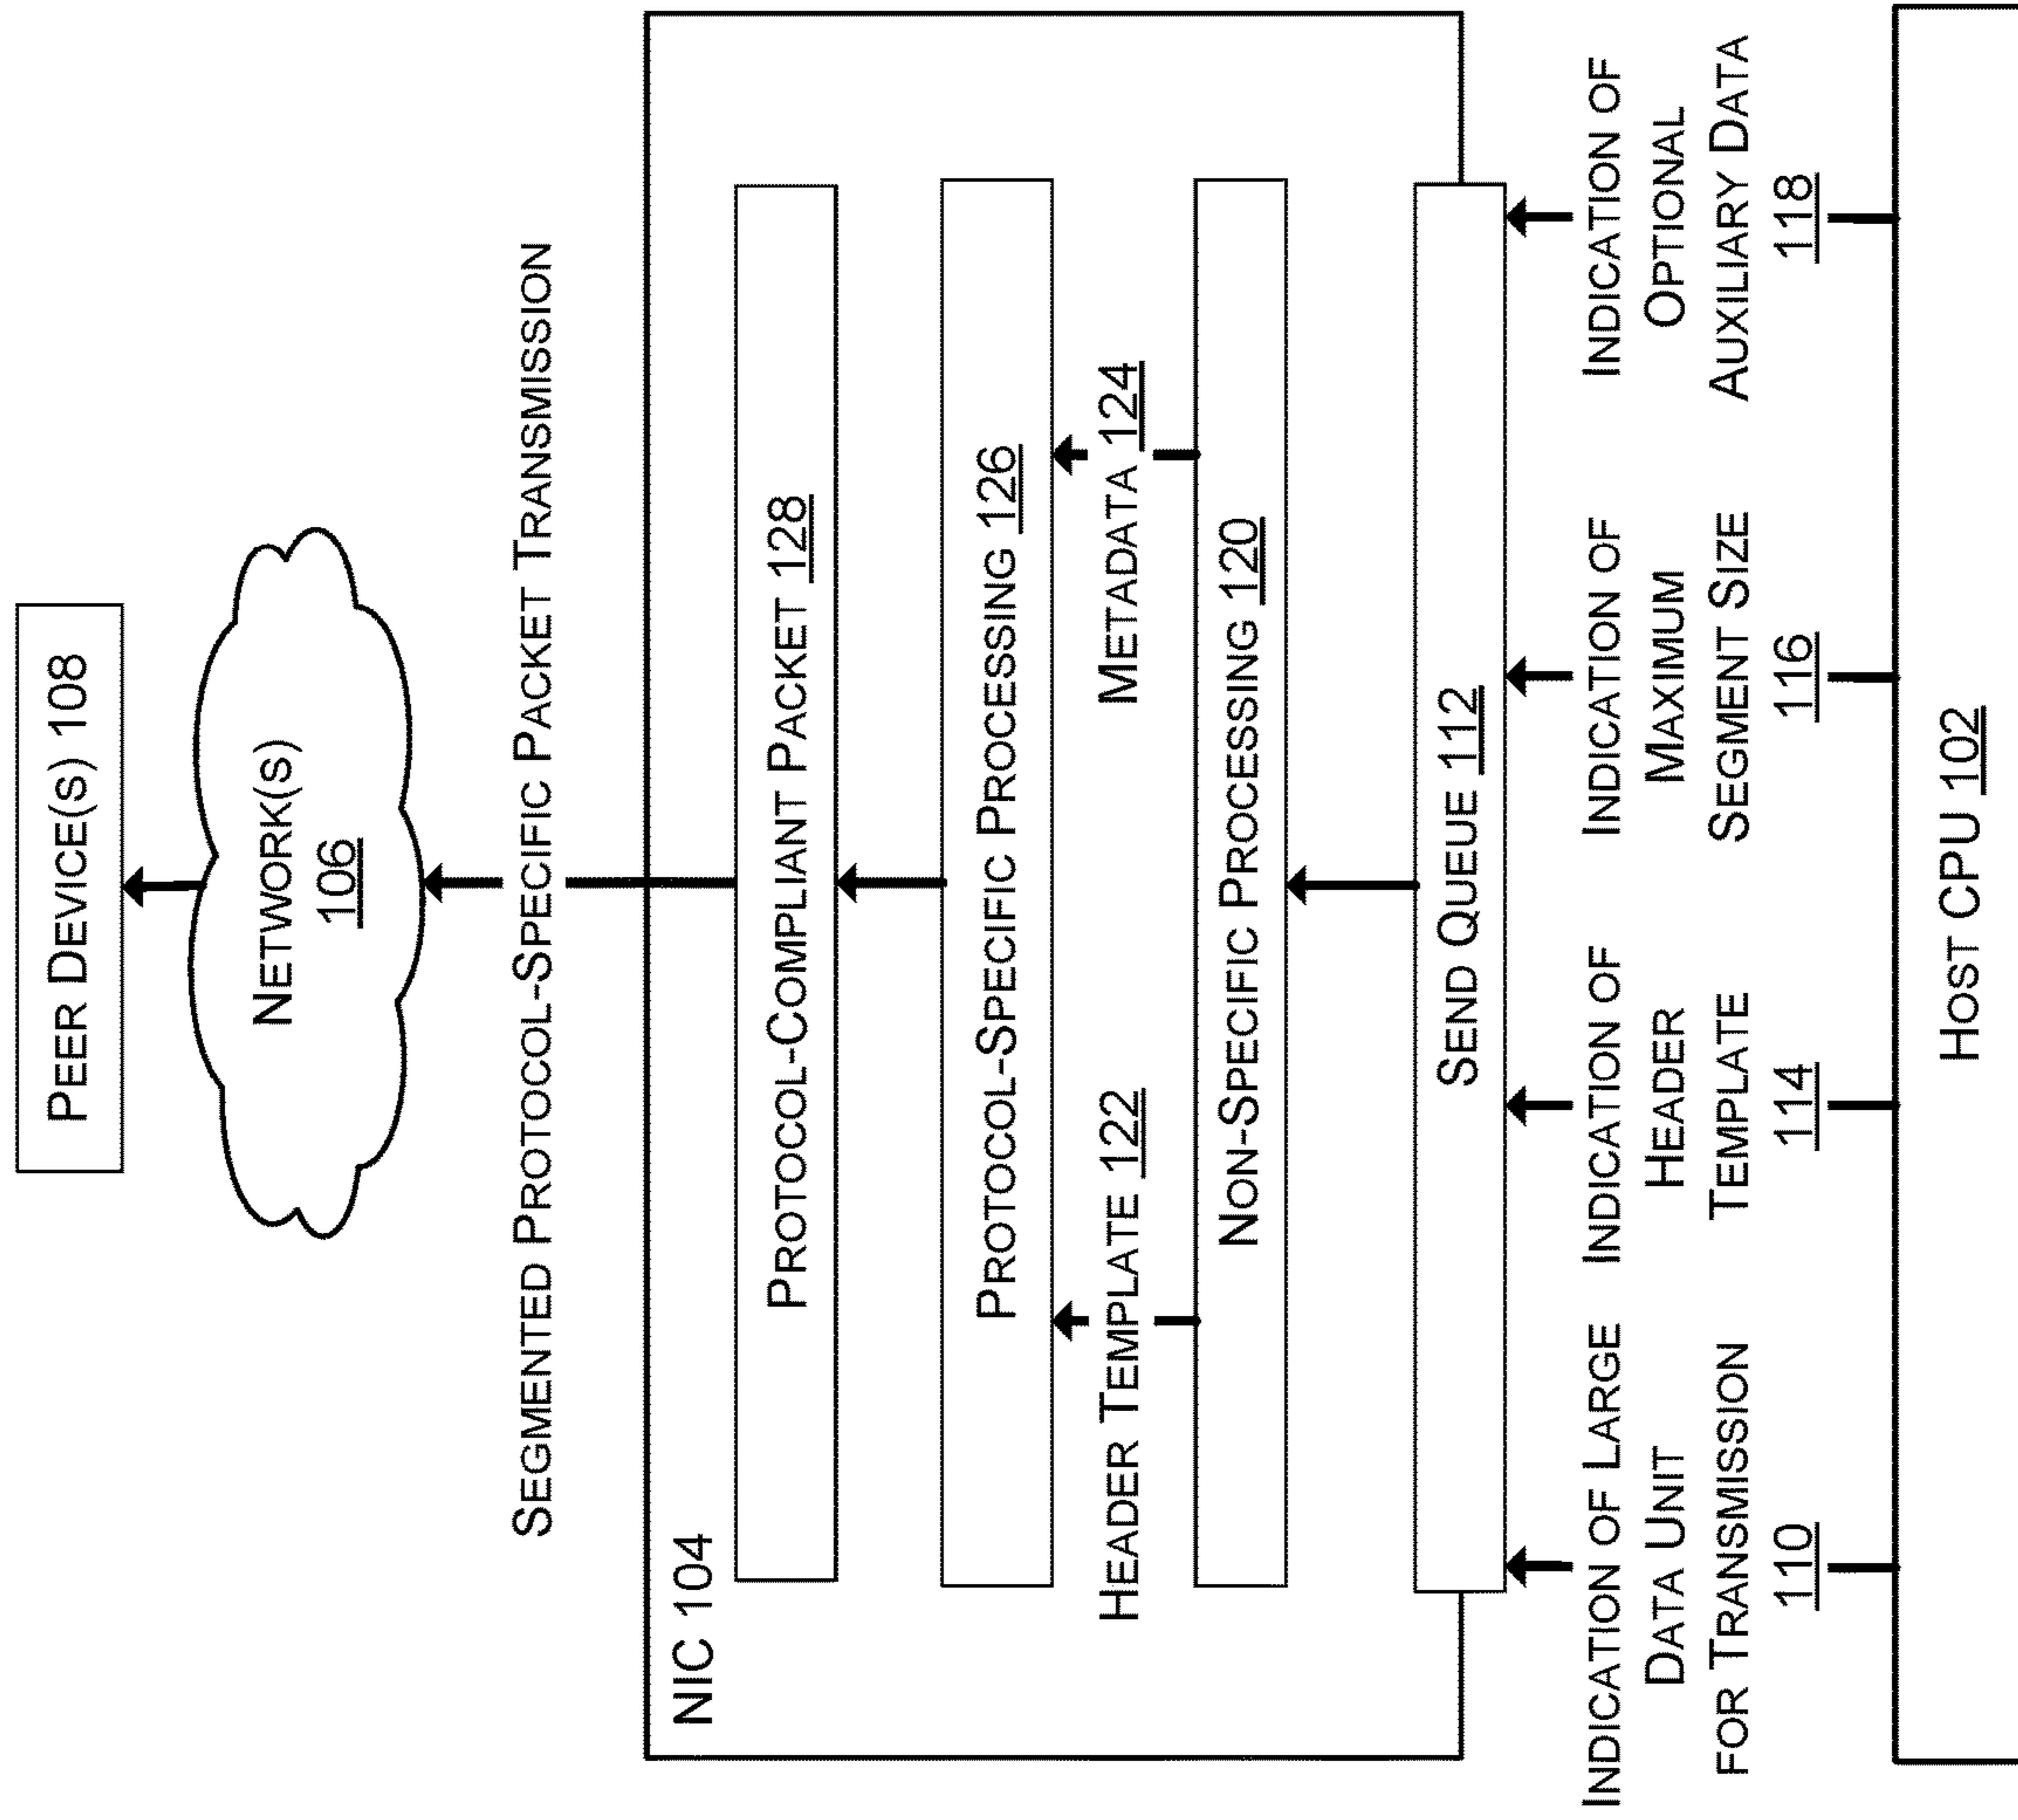 PEER DEVICE(S) 108
NETWORK(S)
106
SEGMENTED PROTOCOL-SPECIFIC PACKET TRANSMISSION
NIC 104
PROTOCOL-COMPLIANT PACKET 128
PROTOCOL-SPECIFIC PROCESSING 126
HEADER TEMPLATE 122
METADATA 124
NON-SPECIFIC PROCESSING 120
SEND QUEUE 112
INDICATION OF LARGE
DATA UNIT
FOR TRANSMISSION
110
INDICATION OF
HEADER
TEMPLATE
114
INDICATION OF
MAXIMUM
SEGMENT SIZE
116
INDICATION OF
OPTIONAL
AUXILIARY DATA
118
HOST CPU 102